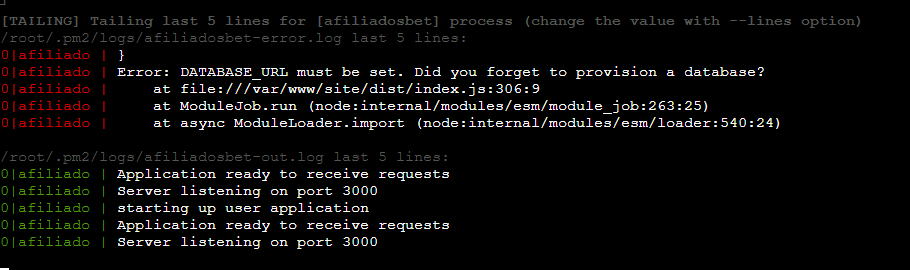 [TAILING] Tailing last 5 lines for [afiliadosbet] process (change the value with --lines option)
/root/.pm2/logs/afiliadosbet-error.log last 5 lines:
0|afiliado | }
0|afiliado | Error: DATABASE_URL must be set. Did you forget to provision a database?
0|afiliado |     at file:///var/www/site/dist/index.js:306:9
0|afiliado |     at ModuleJob.run (node:internal/modules/esm/module_job:263:25)
0|afiliado |     at async ModuleLoader.import (node:internal/modules/esm/loader:540:24)
/root/.pm2/logs/afiliadosbet-out.log last 5 lines:
0|afiliado | Application ready to receive requests
0|afiliado | Server listening on port 3000
0|afiliado | starting up user application
0|afiliado | Application ready to receive requests
0|afiliado | Server listening on port 3000